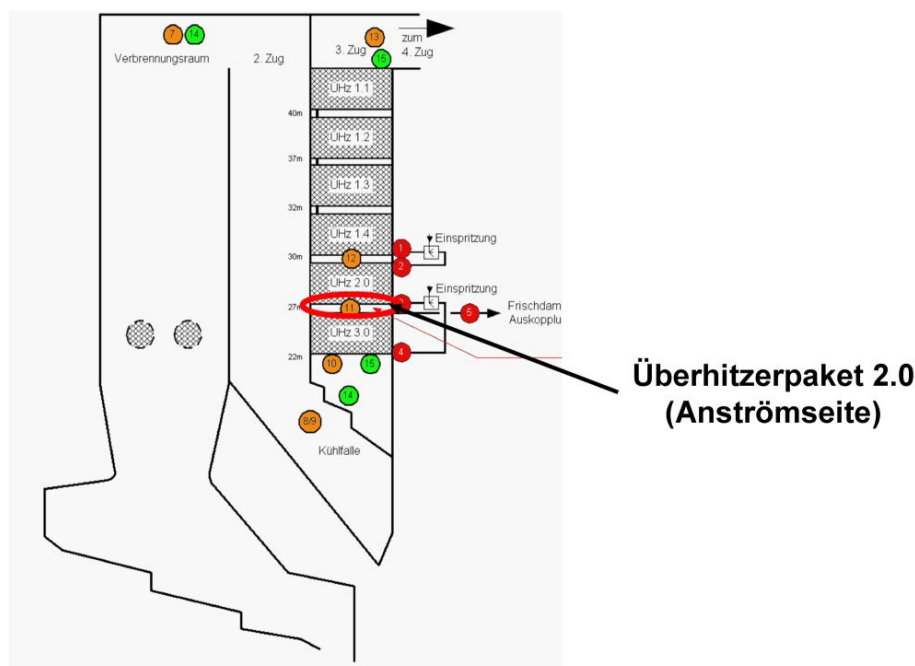 7
14
13
zum
Verbrennungsraum
2. Zug
3. Zug
4. Zug
15
UHz 1.1
40m
UHz 1.2
37m
UHz 1.3
32m
UHz 1.4
1
Einspritzung
30m
12
2
UHz 2.0
Einspritzung
27m
11
5
Frischdam
Auskopplu
UHz 3.0
22m
4
10
15
14
8/9
Kühlfalle
Überhitzerpaket 2.0
(Anströmseite)